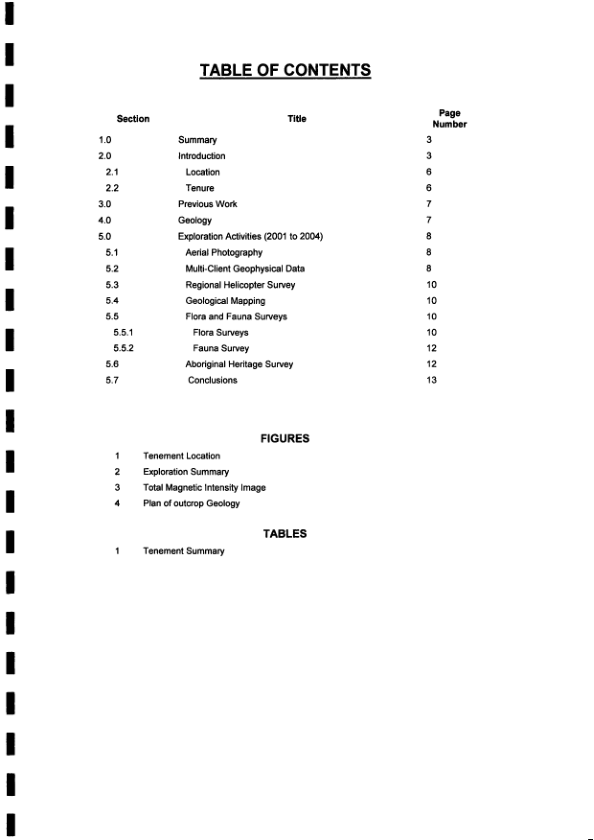 TABLE OF CONTENTS
Section Title Page Number
1.0 Summary 3
2.0 Introduction 3
2.1 Location 6
2.2 Tenure 6
3.0 Previous Work 7
4.0 Geology 7
5.0 Exploration Activities (2001 to 2004) 8
5.1 Aerial Photography 8
5.2 Multi-Client Geophysical Data 8
5.3 Regional Helicopter Survey 10
5.4 Geological Mapping 10
5.5 Flora and Fauna Surveys 10
5.5.1 Flora Surveys 10
5.5.2 Fauna Survey 12
5.6 Aboriginal Heritage Survey 12
5.7 Conclusions 13
FIGURES
1 Tenement Location
2 Exploration Summary
3 Total Magnetic Intensity Image
4 Plan of outcrop Geology
TABLES
1 Tenement Summary